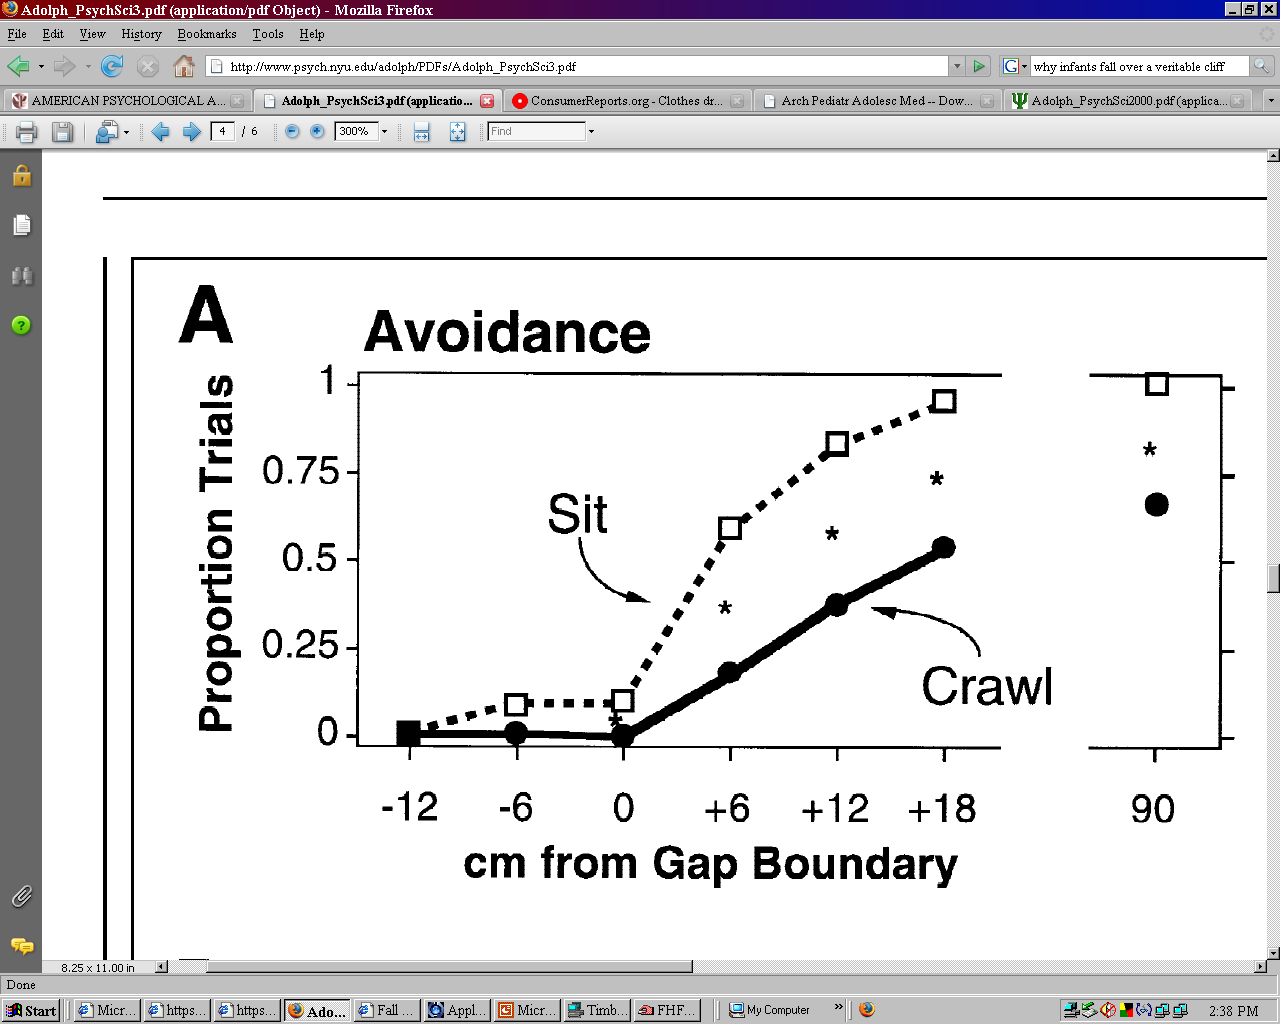 Adolph_PsychSci3.pdf (application/pdf Object) - Mozilla Firefox
File Edit View History Bookmarks Tools Help
http://www.psych.nyu.edu/adolph/PDFs/Adolph_PsychSci3.pdf
G
why infants fall over a veritable cliff
AMERICAN PSYCHOLOGICAL A...
Adolph_PsychSci3.pdf (applicatio...
ConsumerReports.org - Clothes dr...
Arch Pediatr Adolesc Med -- Dow...
Ψ Adolph_PsychSci2000.pdf (applica...
4 / 6
300%
Find
A
Avoidance
Proportion Trials
1
0.75
0.5
0.25
0
Sit
Crawl
* * * * *
-12 -6 0 +6 +12 +18 90
cm from Gap Boundary
8.25 x 11.00 in
Done
Start
Micr...
https...
https...
Ado...
Fall ...
Appl...
Micr...
Timb...
FHF...
My Computer
»
2:38 PM